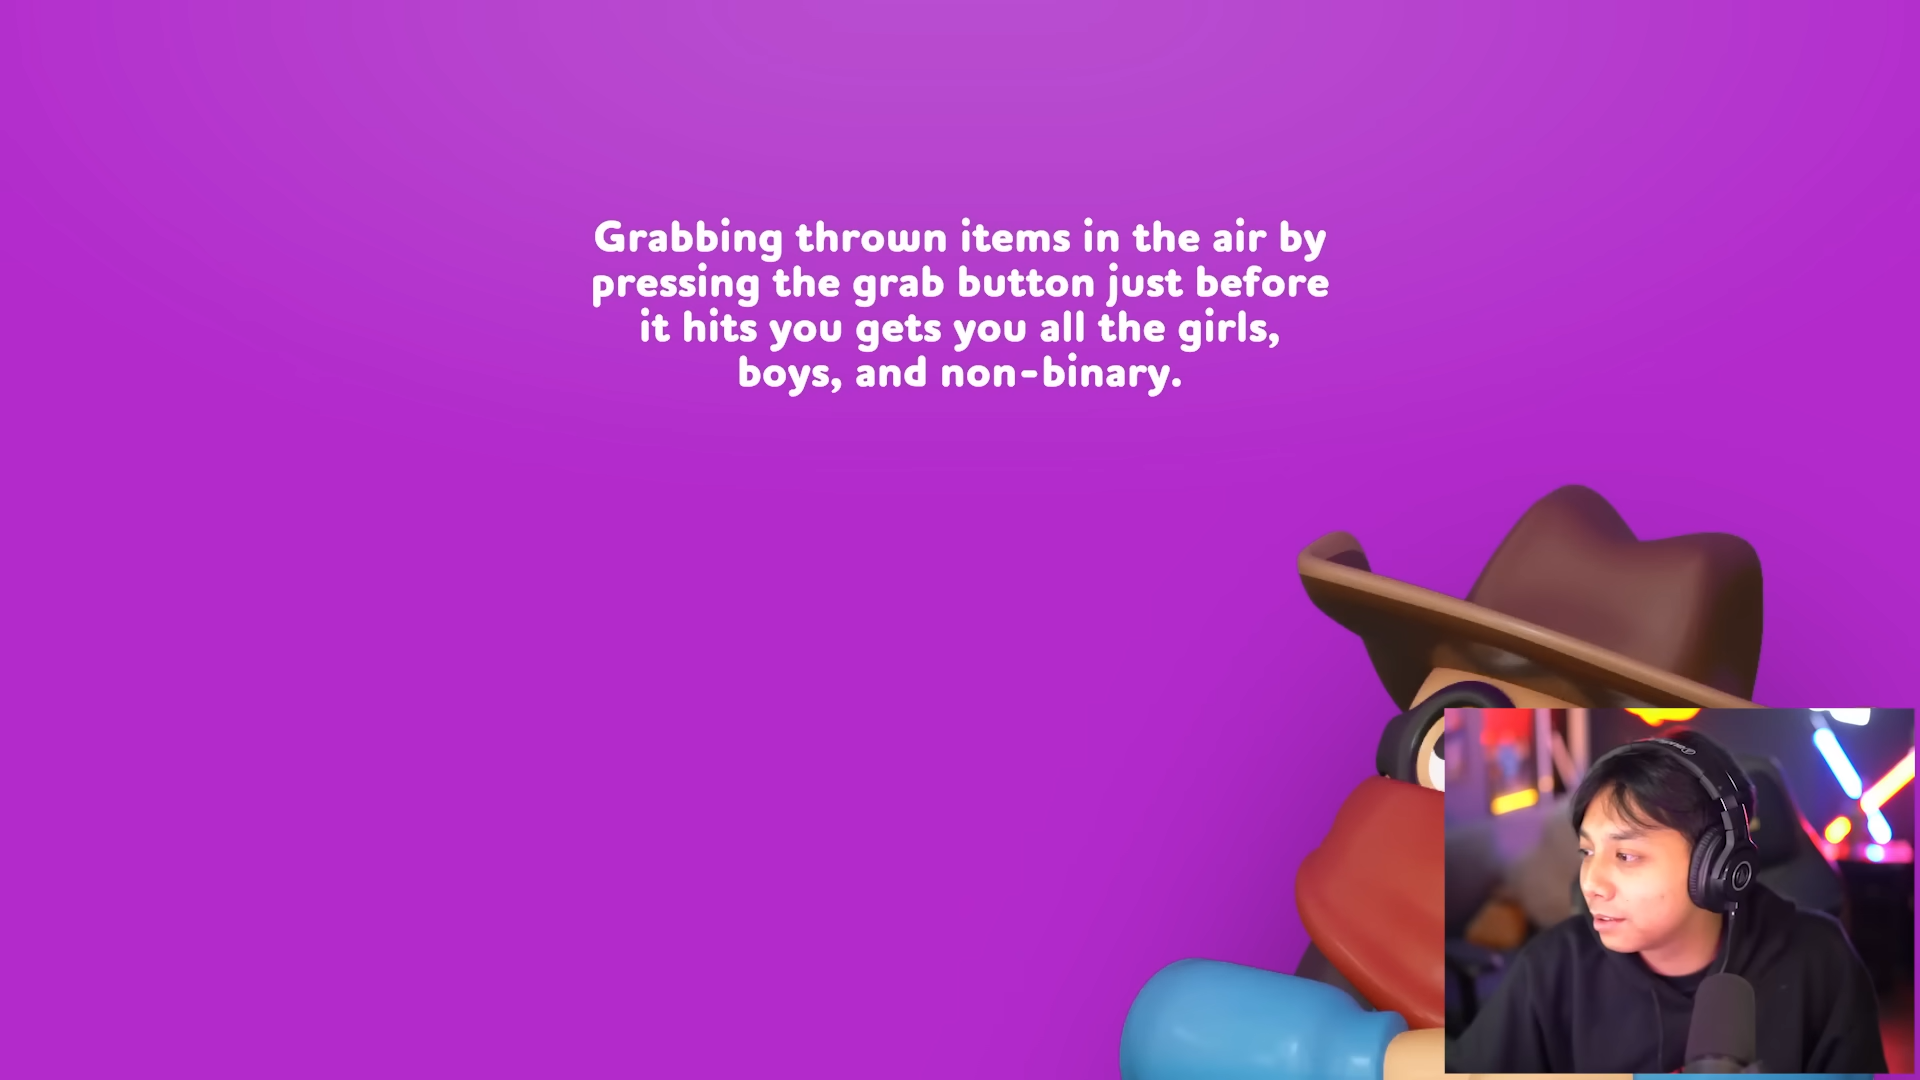 Grabbing thrown items in the air by
pressing the grab button just before
it hits you gets you all the girls,
boys, and non-binary.